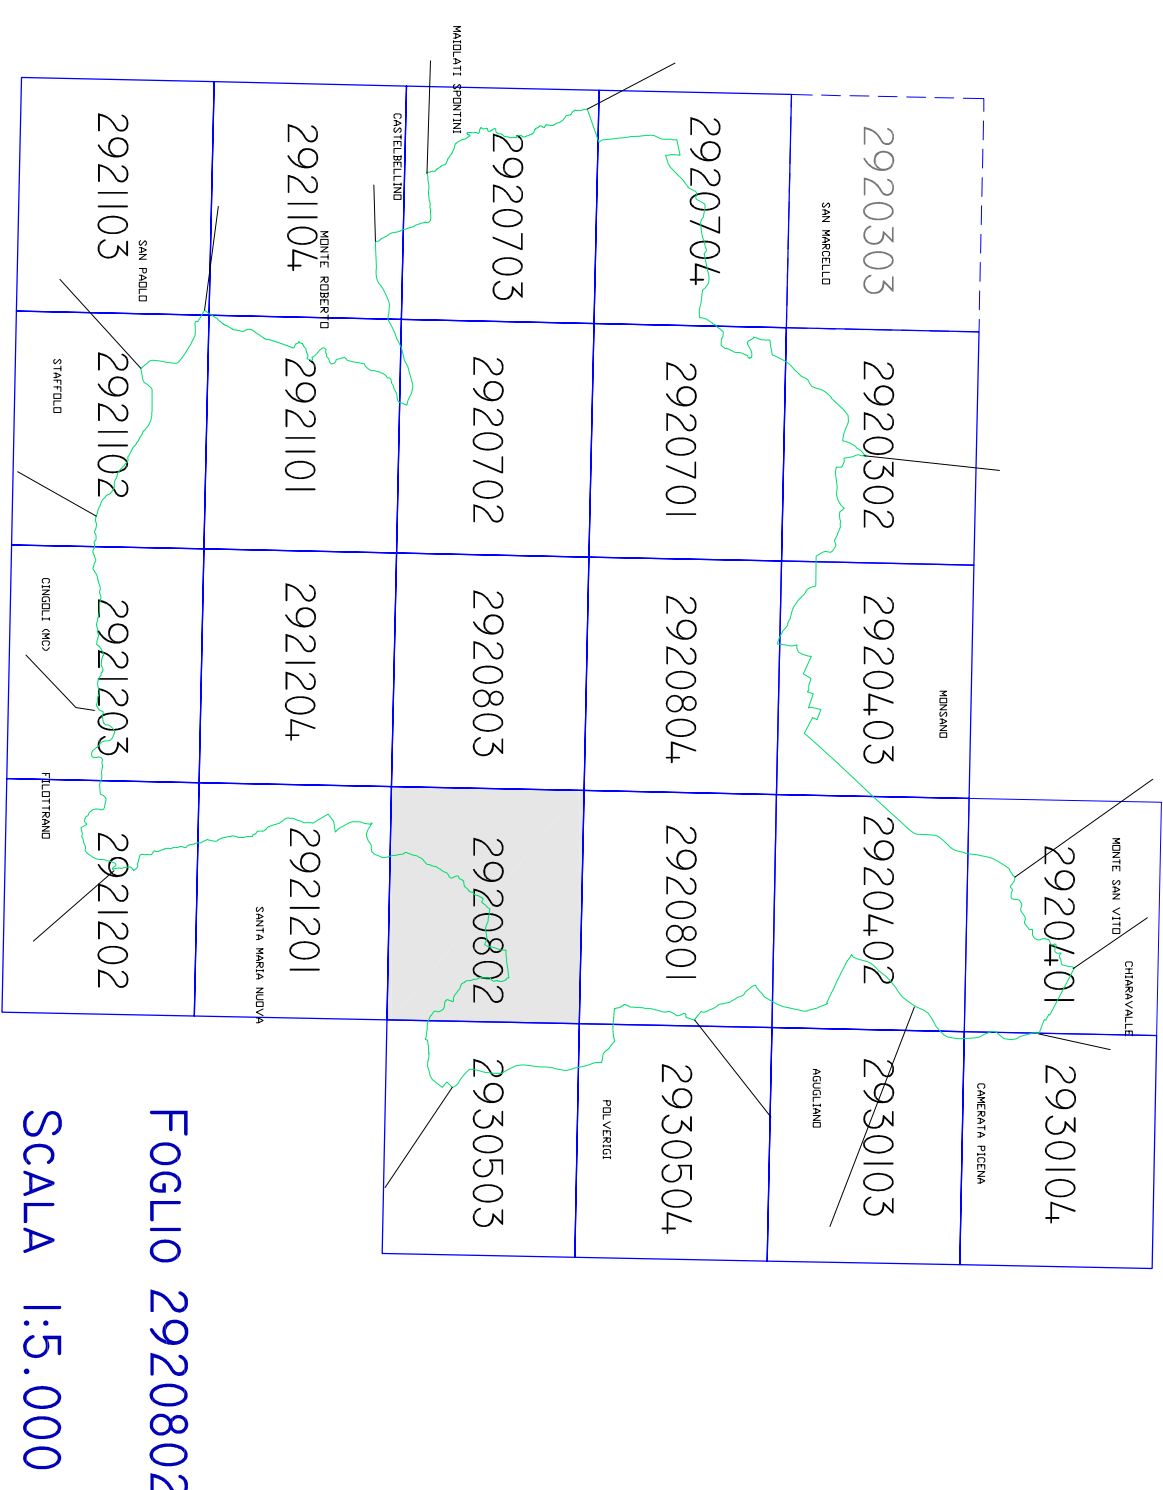 CHIARAVALLE
MONTE SAN VITO
2920401
2930104
CAMERATA PICENA
MONSANO
2920303
2920302
2920403
2920402
2930103
SAN MARCELLO
AGUGLIANO
2920704
2920701
2920804
2920801
2930504
POLVERIGI
2920703
2920702
2920803
2920802
2930503
MAIOLATI SPONTINI
CASTELBELLINO
MONTE ROBERTO
2921104
2921101
2921204
2921201
SANTA MARIA NUOVA
SAN PAOLO
2921103
2921102
2921203
2921202
STAFFOLO
CINGOLI (MC)
FILOTTRANO
FOGLIO 2920802
SCALA 1:5.000